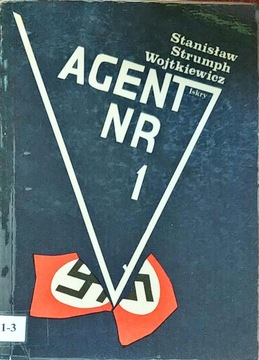 Stanisław
Strumph
Wojtkiewicz
AGENT
Iskry
NR
1
1-3